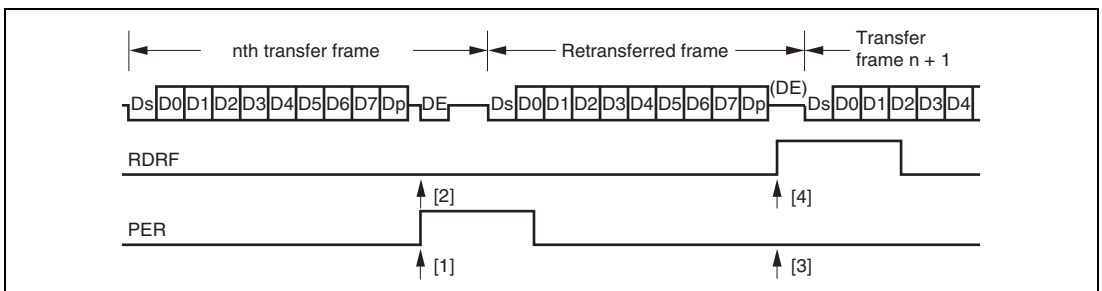 nth transfer frame
Retransferred frame
Transfer
frame n + 1
Ds D0 D1 D2 D3 D4 D5 D6 D7 Dp DE Ds D0 D1 D2 D3 D4 D5 D6 D7 Dp (DE) Ds D0 D1 D2 D3 D4
RDRF
[2] [4]
PER
[1] [3]